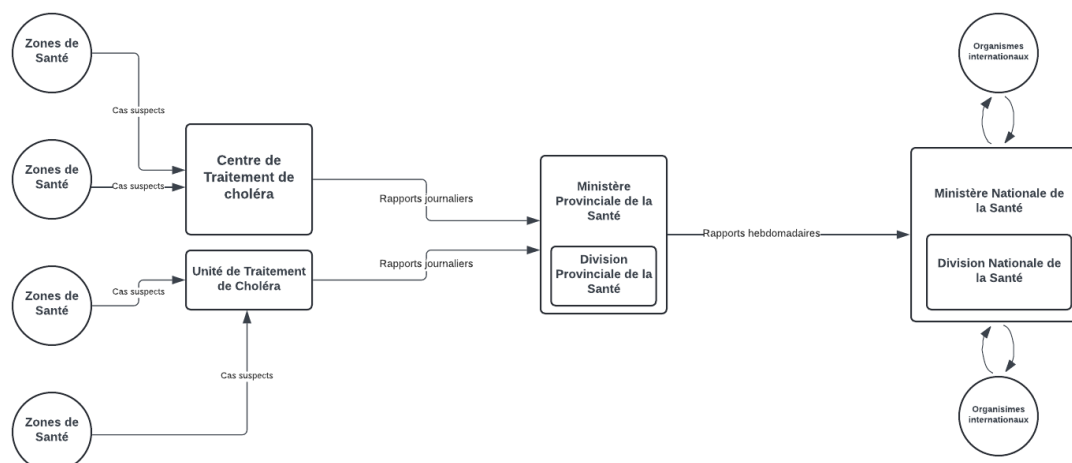 Zones de
Santé
Cas suspects
Zones de
Santé
Cas suspects
Centre de
Traitement de
choléra
Zones de
Santé
Cas suspects
Unité de Traitement
de Choléra
Zones de
Santé
Cas suspects
Rapports journaliers
Rapports journaliers
Ministère
Provinciale de la
Santé
Division
Provinciale de la
Santé
Rapports hebdomadaires
Organismes
internationaux
Ministère Nationale de
la Santé
Division Nationale de
la Santé
Organisimes
internationaux